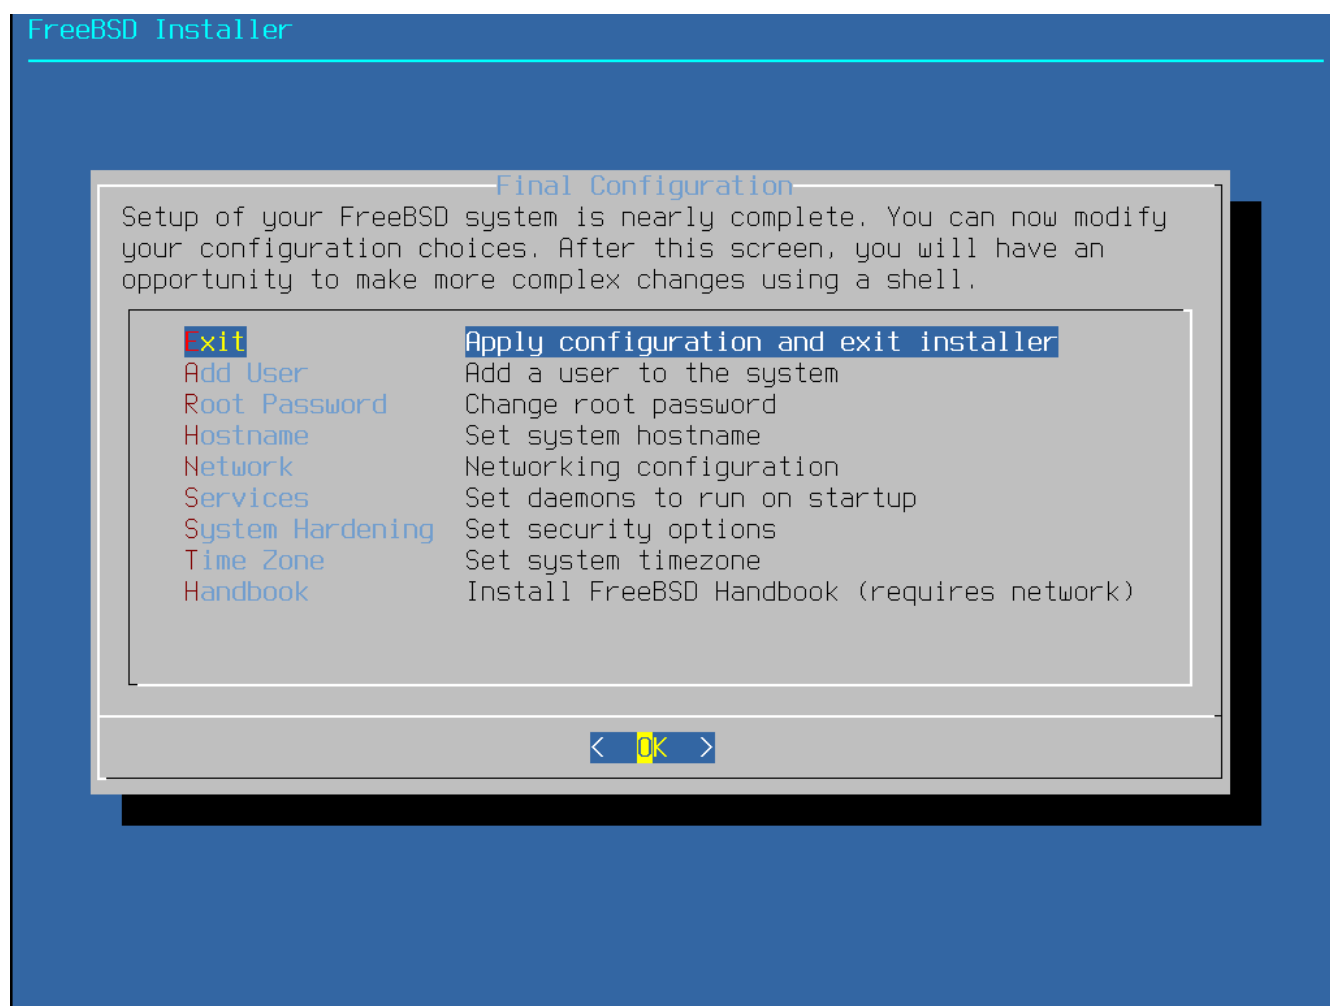 FreeBSD Installer
Final Configuration
Setup of your FreeBSD system is nearly complete. You can now modify
your configuration choices. After this screen, you will have an
opportunity to make more complex changes using a shell.
Exit Apply configuration and exit installer
Add User Add a user to the system
Root Password Change root password
Hostname Set system hostname
Network Networking configuration
Services Set daemons to run on startup
System Hardening Set security options
Time Zone Set system timezone
Handbook Install FreeBSD Handbook (requires network)
< OK >